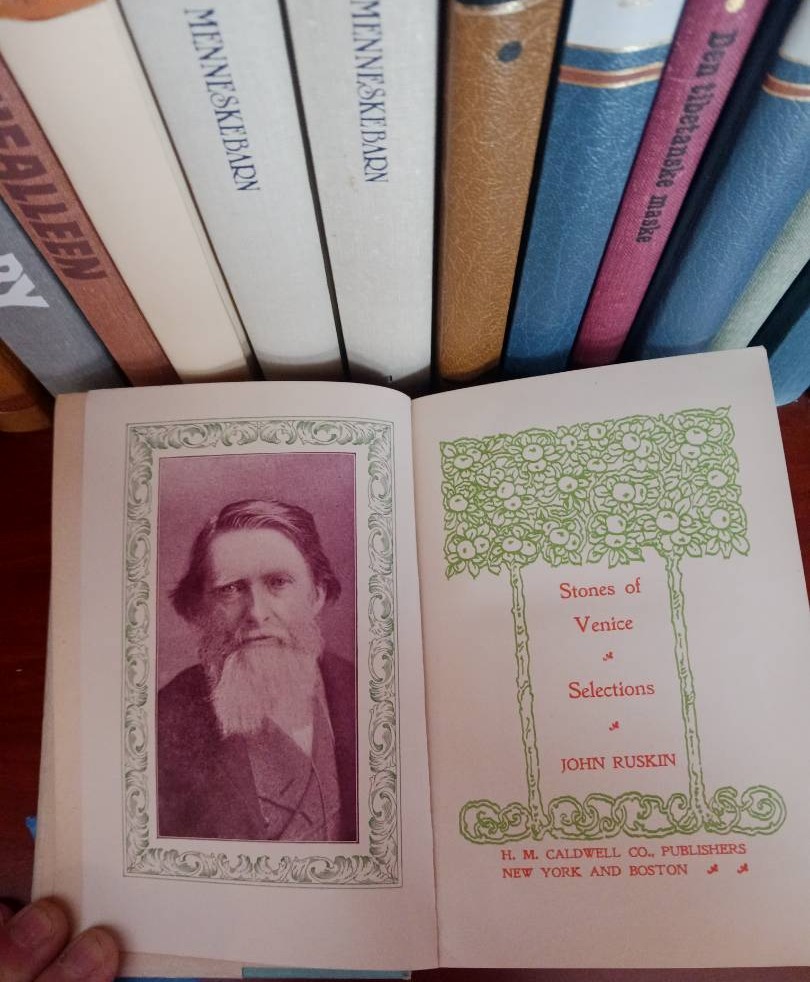 MENNESKEBARN
MENNESKEBARN
Den tibetanske maske
Stones of
Venice
Selections
JOHN RUSKIN
H. M. CALDWELL CO., PUBLISHERS
NEW YORK AND BOSTON